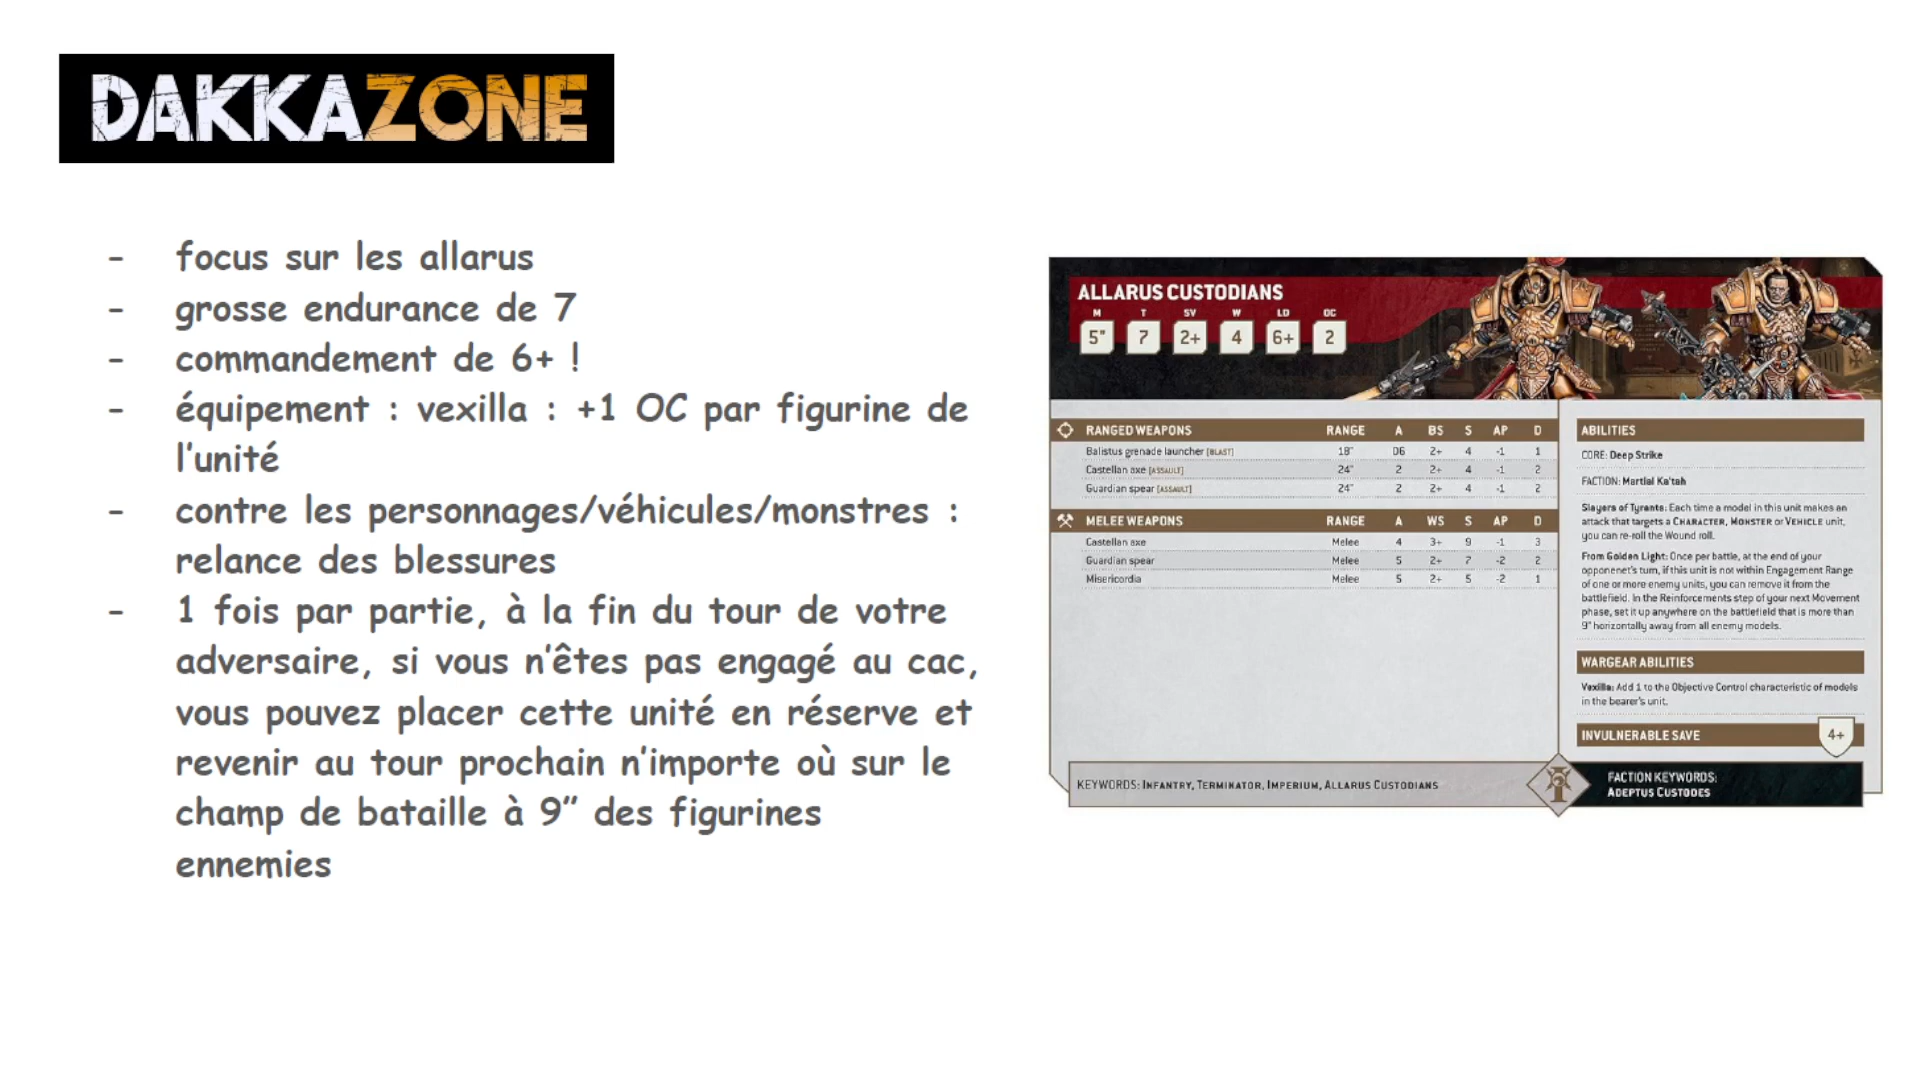 DAKKAZONE
- focus sur les allarus
- grosse endurance de 7
- commandement de 6+ !
- équipement : vexilla : +1 OC par figurine de
l'unité
- contre les personnages/véhicules/monstres :
relance des blessures
- 1 fois par partie, à la fin du tour de votre
adversaire, si vous n'êtes pas engagé au cac,
vous pouvez placer cette unité en réserve et
revenir au tour prochain n'importe où sur le
champ de bataille à 9” des figurines
ennemies
ALLARUS CUSTODIANS
M T SV W LD OC
5" 7 2+ 4 6+ 2
RANGED WEAPONS RANGE A BS S AP D
Balistus grenade launcher [BLAST] 18" D6 2+ 4 -1 1
Castellan axe [ASSAULT] 24" 2 2+ 4 -1 2
Guardian spear [ASSAULT] 24" 2 2+ 4 -1 2
MELEE WEAPONS RANGE A WS S AP D
Castellan axe Melee 4 3+ 9 -1 3
Guardian spear Melee 5 2+ 7 -2 2
Misericordia Melee 5 2+ 5 -2 1
ABILITIES
CORE: Deep Strike
FACTION: Martial Ka'tah
Slayers of Tyrants: Each time a model in this unit makes an
attack that targets a CHARACTER, MONSTER or VEHICLE unit,
you can re-roll the Wound roll.
From Golden Light: Once per battle, at the end of your
opponenet's turn, if this unit is not within Engagement Range
of one or more enemy units, you can remove it from the
battlefield. In the Reinforcements step of your next Movement
phase, set it up anywhere on the battlefield that is more than
9" horizontally away from all enemy models.
WARGEAR ABILITIES
Vexilla: Add 1 to the Objective Control characteristic of models
in the bearer's unit.
INVULNERABLE SAVE 4+
KEYWORDS: INFANTRY, TERMINATOR, IMPERIUM, ALLARUS CUSTODIANS
FACTION KEYWORDS:
ADEPTUS CUSTODES